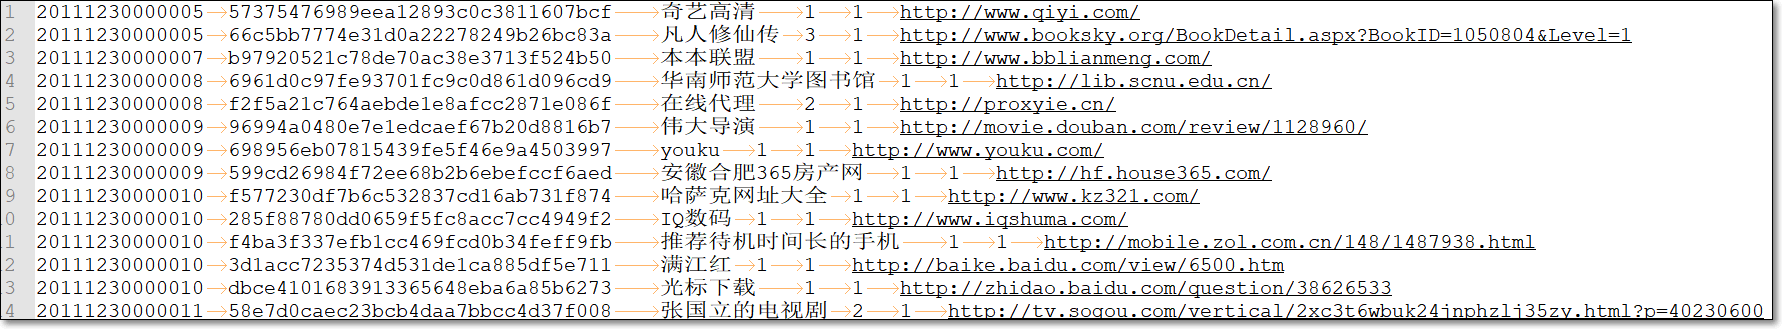 1 20111230000005 57375476989eea12893c0c3811607bcf 奇艺高清 1 1 http://www.qiyi.com/
2 20111230000005 66c5bb7774e31d0a22278249b26bc83a 凡人修仙传 3 1 http://www.booksky.org/BookDetail.aspx?BookID=1050804&Level=1
3 20111230000007 b97920521c78de70ac38e3713f524b50 本本联盟 1 1 http://www.bblianmeng.com/
4 20111230000008 6961d0c97fe93701fc9c0d861d096cd9 华南师范大学图书馆 1 1 http://lib.scnu.edu.cn/
5 20111230000008 f2f5a21c764aebde1e8afcc2871e086f 在线代理 2 1 http://proxyie.cn/
6 20111230000009 96994a0480e7e1edcaef67b20d8816b7 伟大导演 1 1 http://movie.douban.com/review/1128960/
7 20111230000009 698956eb07815439fe5f46e9a4503997 youku 1 1 http://www.youku.com/
8 20111230000009 599cd26984f72ee68b2b6ebefccf6aed 安徽合肥365房产网 1 1 http://hf.house365.com/
9 20111230000010 f577230df7b6c532837cd16ab731f874 哈萨克网址大全 1 1 http://www.kz321.com/
0 20111230000010 285f88780dd0659f5fc8acc7cc4949f2 IQ数码 1 1 http://www.iqshuma.com/
1 20111230000010 f4ba3f337efb1cc469fcd0b34feff9fb 推荐待机时间长的手机 1 1 http://mobile.zol.com.cn/148/1487938.html
2 20111230000010 3d1acc7235374d531de1ca885df5e711 满江红 1 1 http://baike.baidu.com/view/6500.htm
3 20111230000010 dbce4101683913365648eba6a85b6273 光标下载 1 1 http://zhidao.baidu.com/question/38626533
4 20111230000011 58e7d0caec23bcb4daa7bbcc4d37f008 张国立的电视剧 2 1 http://tv.sogou.com/vertical/2xc3t6wbuk24jnphzlj35zy.html?p=40230600